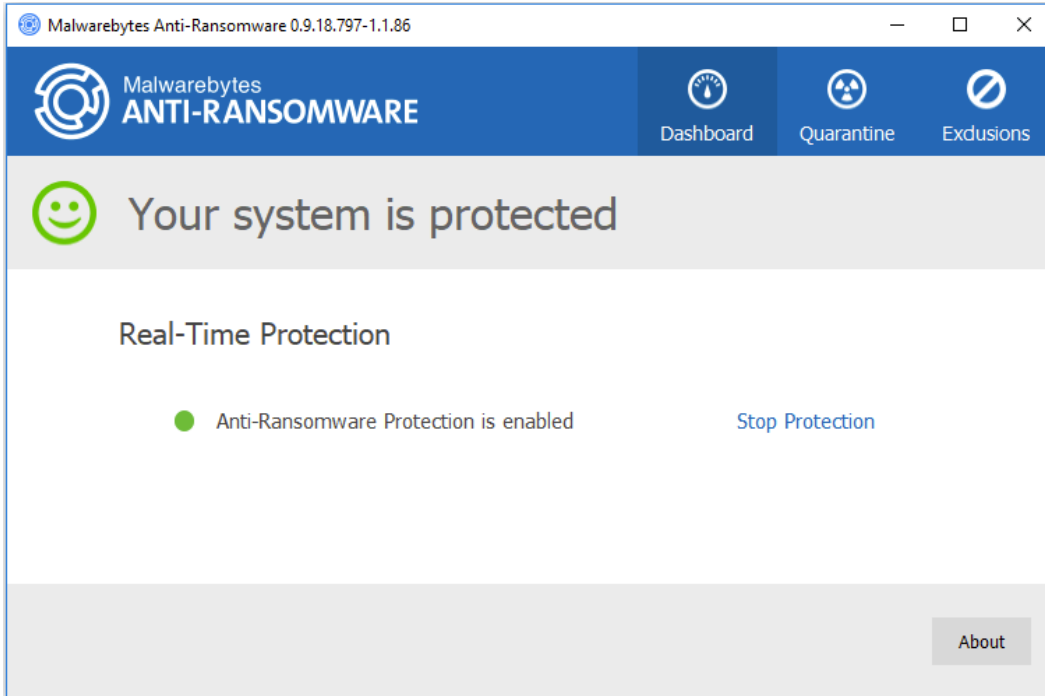 Malwarebytes Anti-Ransomware 0.9.18.797-1.1.86
Malwarebytes
ANTI-RANSOMWARE
Dashboard
Quarantine
Exclusions
Your system is protected
Real-Time Protection
Anti-Ransomware Protection is enabled
Stop Protection
About